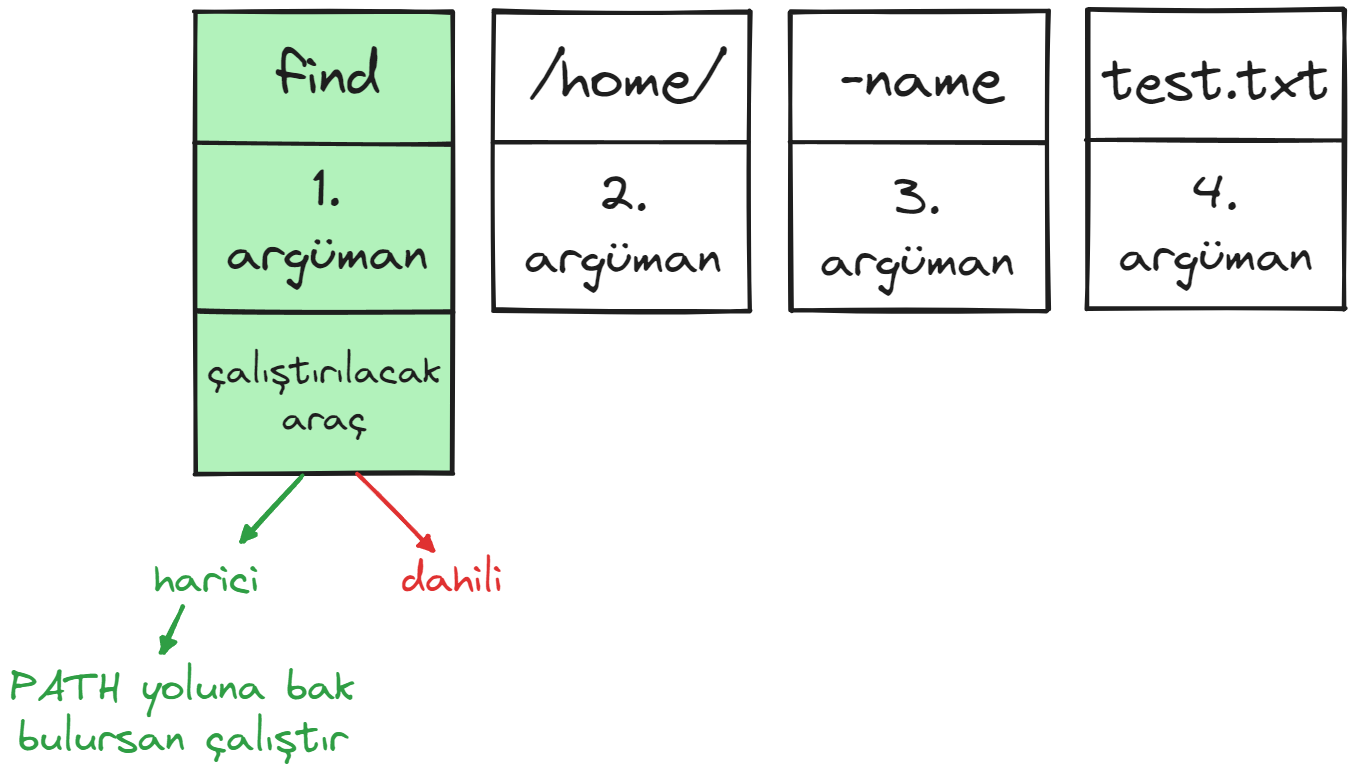 find
1.
argüman
çalıştırılacak
araç
/home/
2.
argüman
-name
3.
argüman
test.txt
4.
argüman
harici
dahili
PATH yoluna bak
bulursan çalıştır